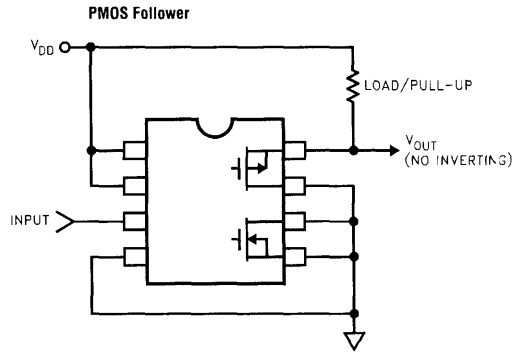 PMOS Follower
VDD
LOAD/PULL-UP
VOUT
(NO INVERTING)
INPUT